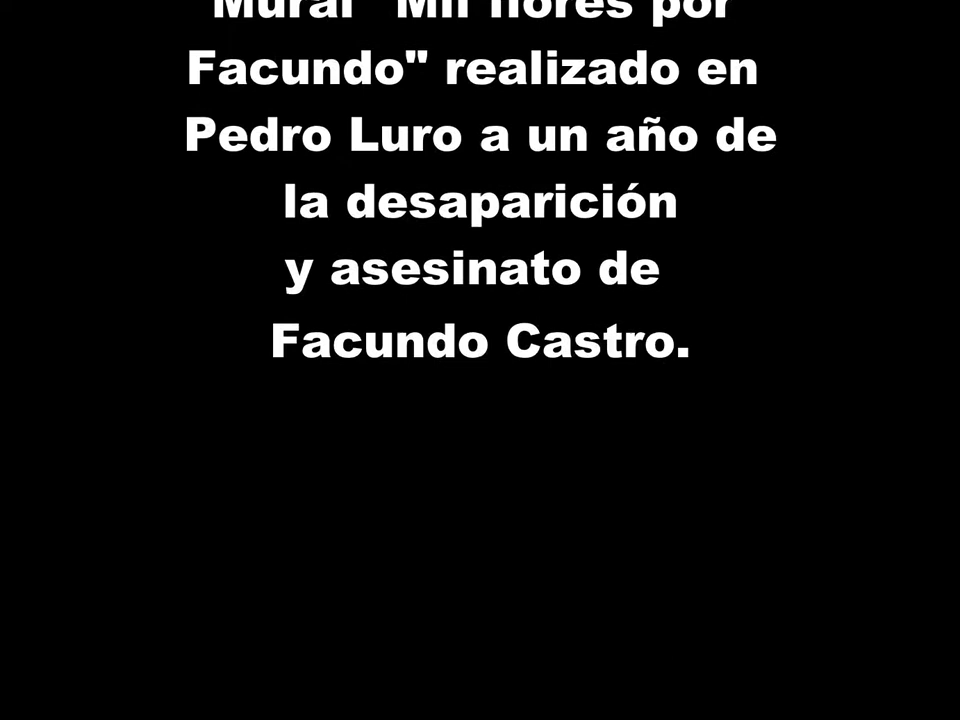 Mural "Mil flores por
Facundo" realizado en
Pedro Luro a un año de
la desaparición
y asesinato de
Facundo Castro.